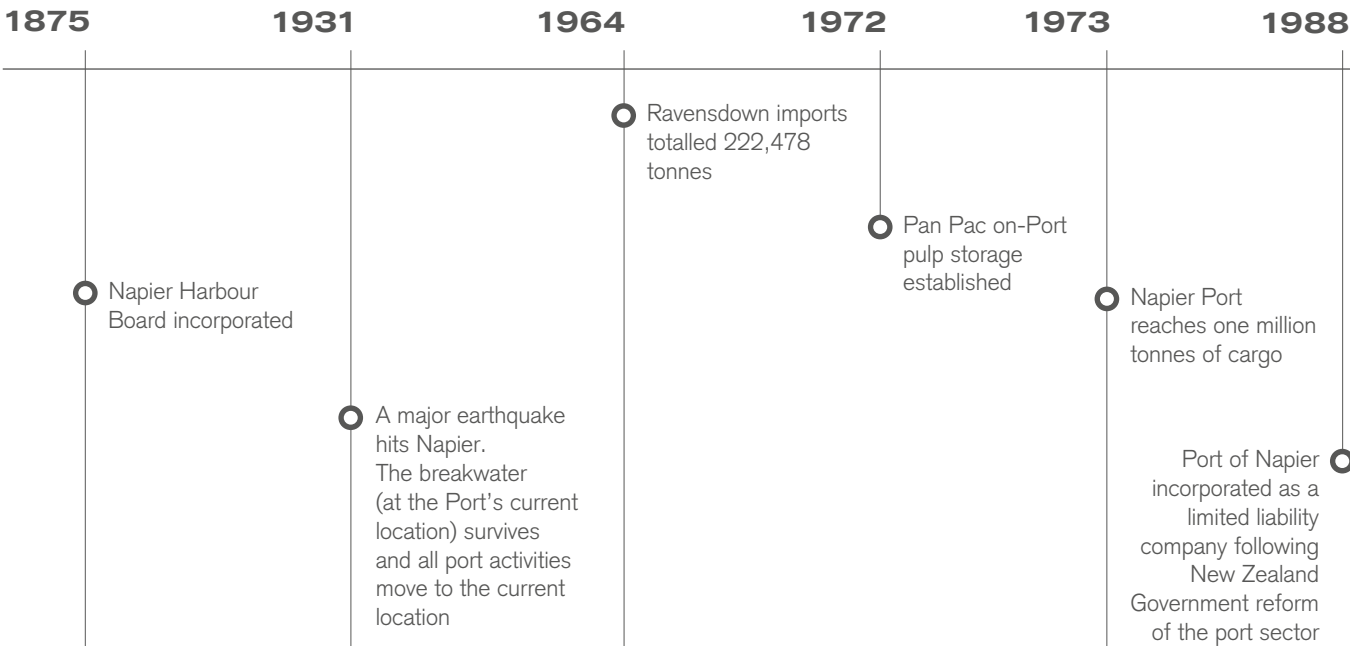 1875
1931
1964
1972
1973
1988
Napier Harbour
Board incorporated
A major earthquake
hits Napier.
The breakwater
(at the Port's current
location) survives
and all port activities
move to the current
location
Ravensdown imports
totalled 222,478
tonnes
Pan Pac on-Port
pulp storage
established
Napier Port
reaches one million
tonnes of cargo
Port of Napier
incorporated as a
limited liability
company following
New Zealand
Government reform
of the port sector